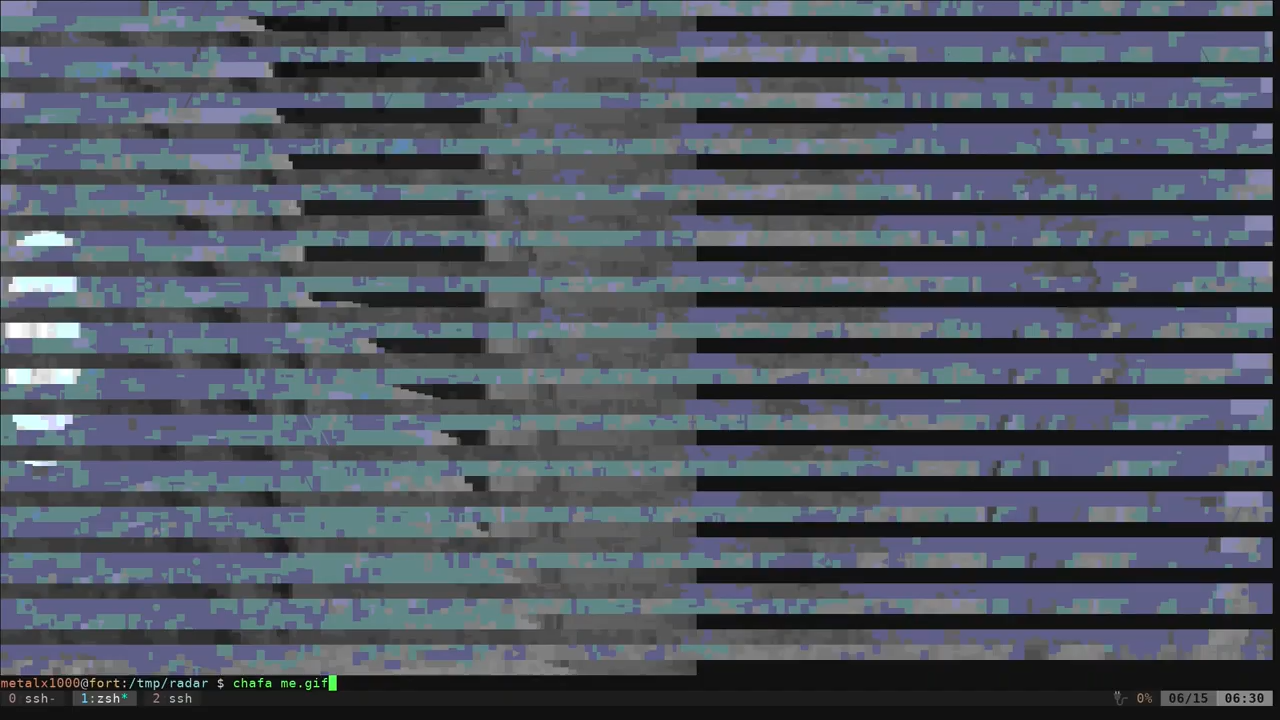 metalx1000@fort:/tmp/radar $ chafa me.gif
0 ssh- 1:zsh* 2 ssh 0% 06/15 06:30